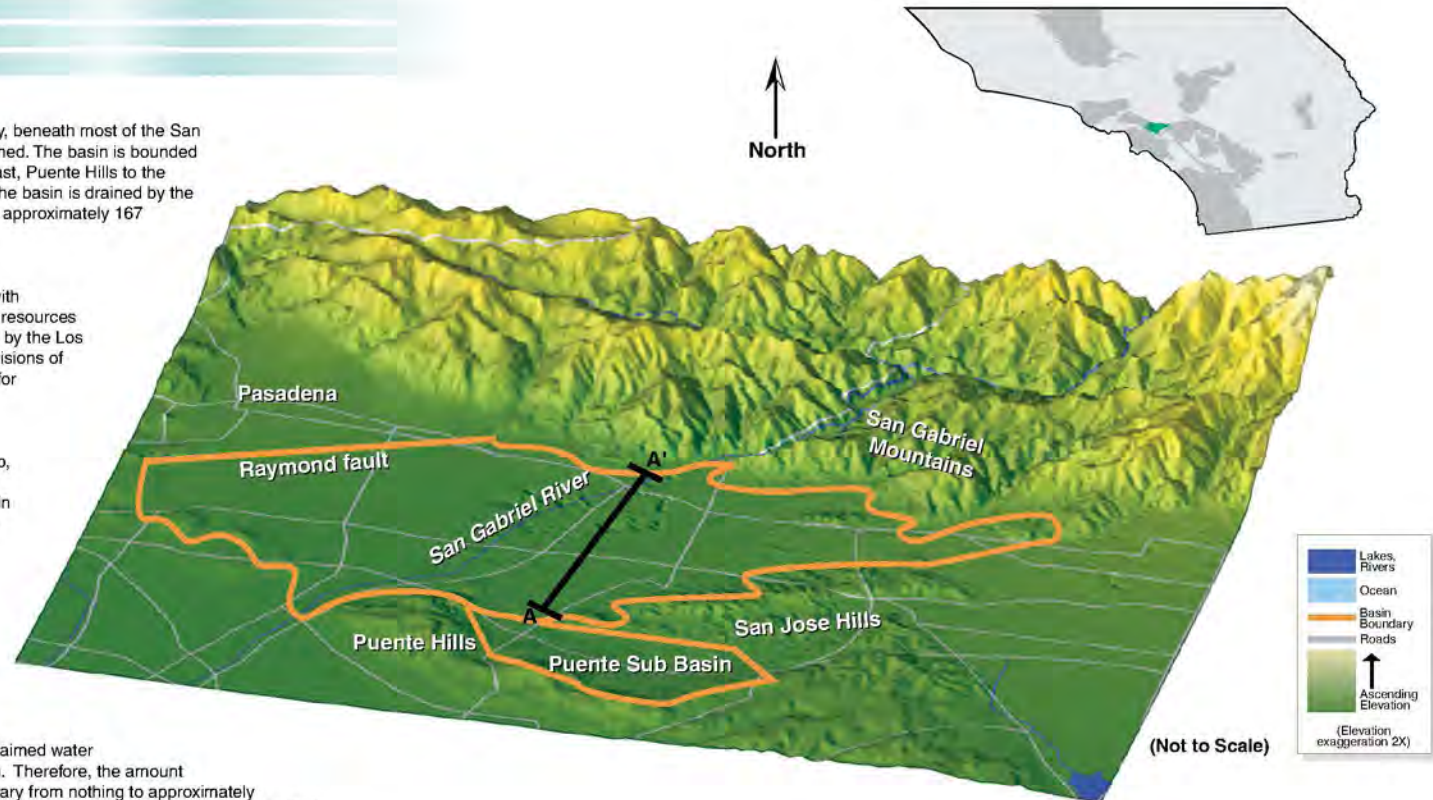 y, beneath most of the San
ned. The basin is bounded
ast, Puente Hills to the
he basin is drained by the
approximately 167
with
resources
by the Los
visions of
for
o,
in
aimed water
. Therefore, the amount
ary from nothing to approximately
North
Pasadena
Raymond fault
San Gabriel River
A'
San Gabriel
Mountains
A
Puente Hills
Puente Sub Basin
San Jose Hills
(Not to Scale)
Lakes,
Rivers
Ocean
Basin
Boundary
Roads
Ascending
Elevation
(Elevation
exaggeration 2X)